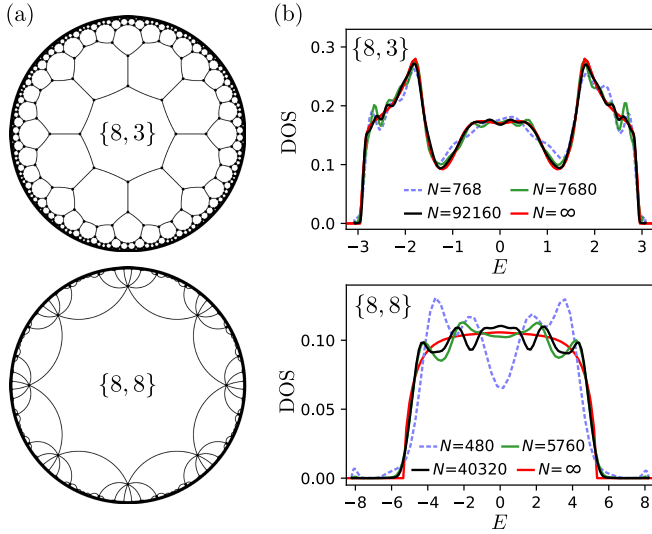 (a)
{8, 3}
{8, 8}
(b)
{8, 3}
DOS
0.3
0.2
0.1
0.0
N=768
N=7680
N=92160
N=∞
−3 −2 −1 0 1 2 3
E
{8, 8}
DOS
0.10
0.05
0.00
N=480
N=5760
N=40320
N=∞
−8 −6 −4 −2 0 2 4 6 8
E